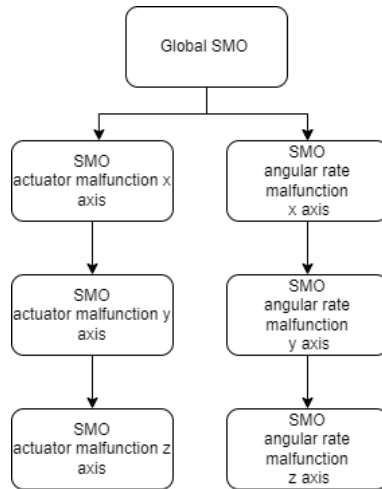 Global SMO
SMO
actuator malfunction x
axis
SMO
angular rate
malfunction
x axis
SMO
actuator malfunction y
axis
SMO
angular rate
malfunction
y axis
SMO
actuator malfunction z
axis
SMO
angular rate
malfunction
z axis